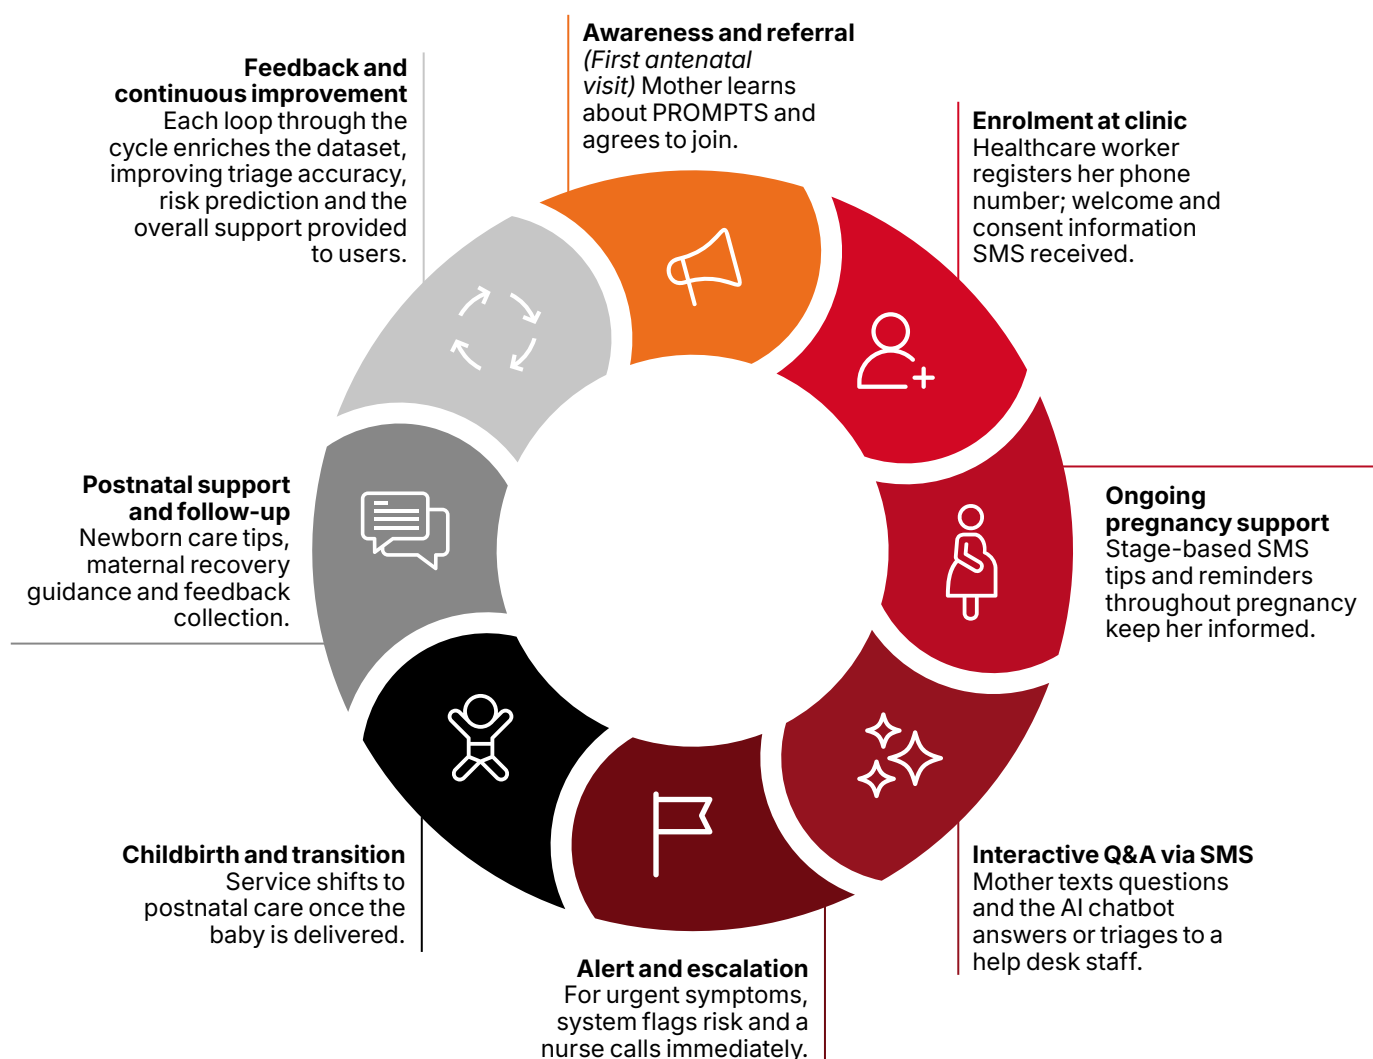 Awareness and referral
(First antenatal
visit) Mother learns
about PROMPTS and
agrees to join.
Enrolment at clinic
Healthcare worker
registers her phone
number; welcome and
consent information
SMS received.
Ongoing
pregnancy support
Stage-based SMS
tips and reminders
throughout pregnancy
keep her informed.
Interactive Q&A via SMS
Mother texts questions
and the AI chatbot
answers or triages to a
help desk staff.
Alert and escalation
For urgent symptoms,
system flags risk and a
nurse calls immediately.
Childbirth and transition
Service shifts to
postnatal care once the
baby is delivered.
Postnatal support
and follow-up
Newborn care tips,
maternal recovery
guidance and feedback
collection.
Feedback and
continuous improvement
Each loop through the
cycle enriches the dataset,
improving triage accuracy,
risk prediction and the
overall support provided
to users.